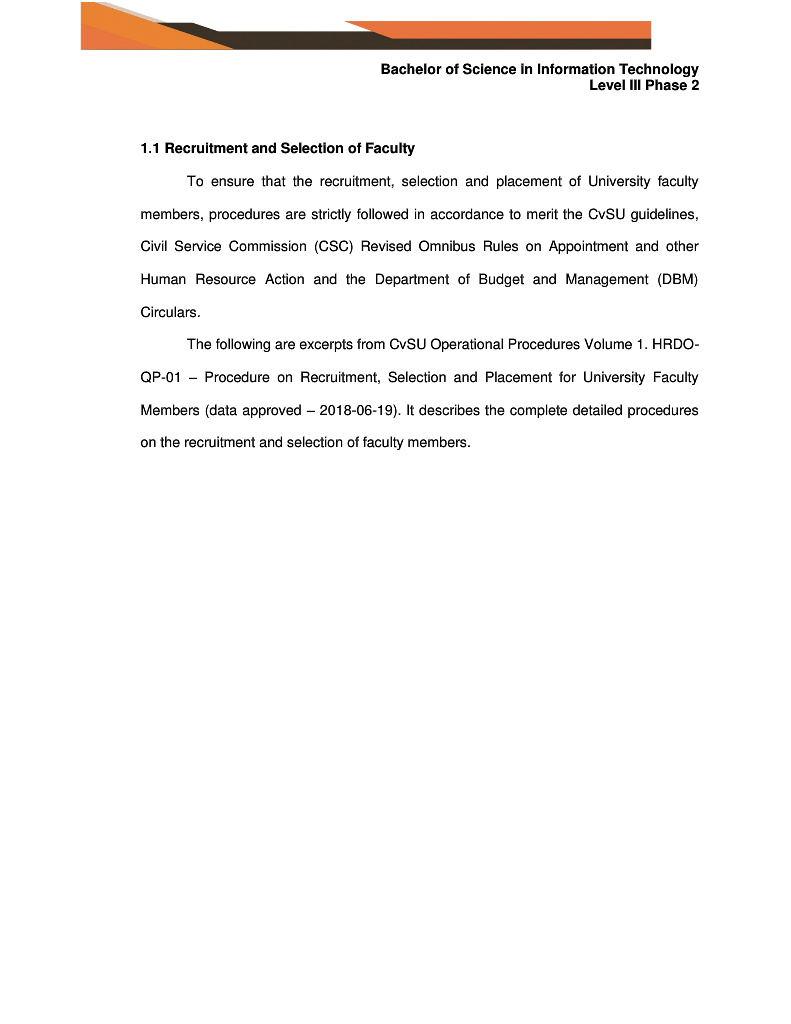 Bachelor of Science in Information Technology
Level III Phase 2
1.1 Recruitment and Selection of Faculty
To ensure that the recruitment, selection and placement of University faculty
members, procedures are strictly followed in accordance to merit the CvSU guidelines,
Civil Service Commission (CSC) Revised Omnibus Rules on Appointment and other
Human Resource Action and the Department of Budget and Management (DBM)
Circulars.
The following are excerpts from CvSU Operational Procedures Volume 1. HRDO-
QP-01 – Procedure on Recruitment, Selection and Placement for University Faculty
Members (data approved – 2018-06-19). It describes the complete detailed procedures
on the recruitment and selection of faculty members.